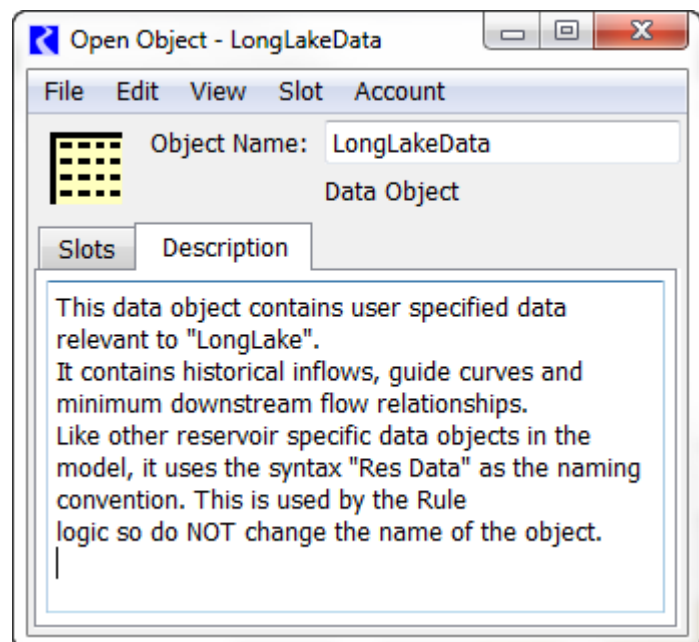 Open Object - LongLakeData
File Edit View Slot Account
Object Name: LongLakeData
Data Object
Slots Description
This data object contains user specified data
relevant to "LongLake".
It contains historical inflows, guide curves and
minimum downstream flow relationships.
Like other reservoir specific data objects in the
model, it uses the syntax "Res Data" as the naming
convention. This is used by the Rule
logic so do NOT change the name of the object.